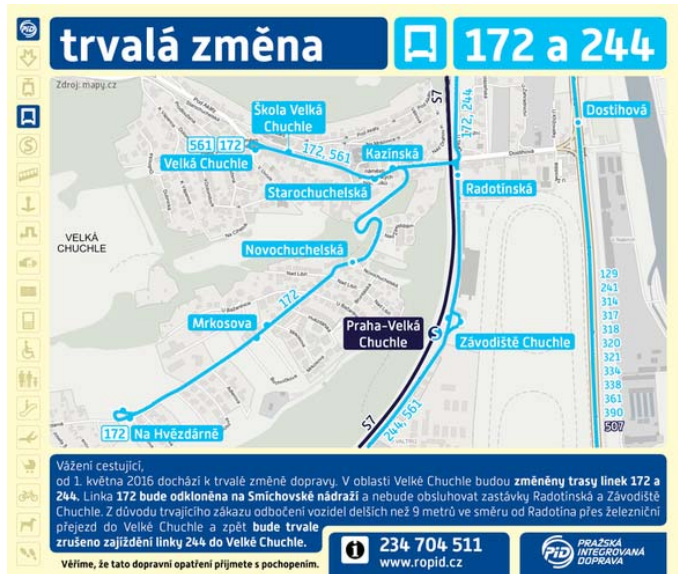 PID
trvalá změna
172 a 244
Zdroj: mapy.cz
S7
172, 244
Dostihová
Škola Velká
Chuchle
561 172
172, 561
Velká Chuchle
Kazínská
Dostihová
Starochuchelská
Radotínská
VELKÁ
CHUCHLE
Novochuchelská
172
Mrkosova
Praha-Velká
Chuchle
S
Závodiště Chuchle
129
241
314
317
318
320
321
334
338
361
390
507
172 Na Hvězdárně
S7
244, 561
Vážení cestující,
od 1. května 2016 dochází k trvalé změně dopravy. V oblasti Velké Chuchle budou změněny trasy linek 172 a
244. Linka 172 bude odkloněna na Smíchovské nádraží a nebude obsluhovat zastávky Radotínská a Závodiště
Chuchle. Z důvodu trvajícího zákazu odbočení vozidel delších než 9 metrů ve směru od Radotína přes železniční
přejezd do Velké Chuchle a zpět bude trvale
zrušeno zajíždění linky 244 do Velké Chuchle.
Věříme, že tato dopravní opatření přijmete s pochopením.
234 704 511
www.ropid.cz
PID PRAŽSKÁ
INTEGROVANÁ
DOPRAVA